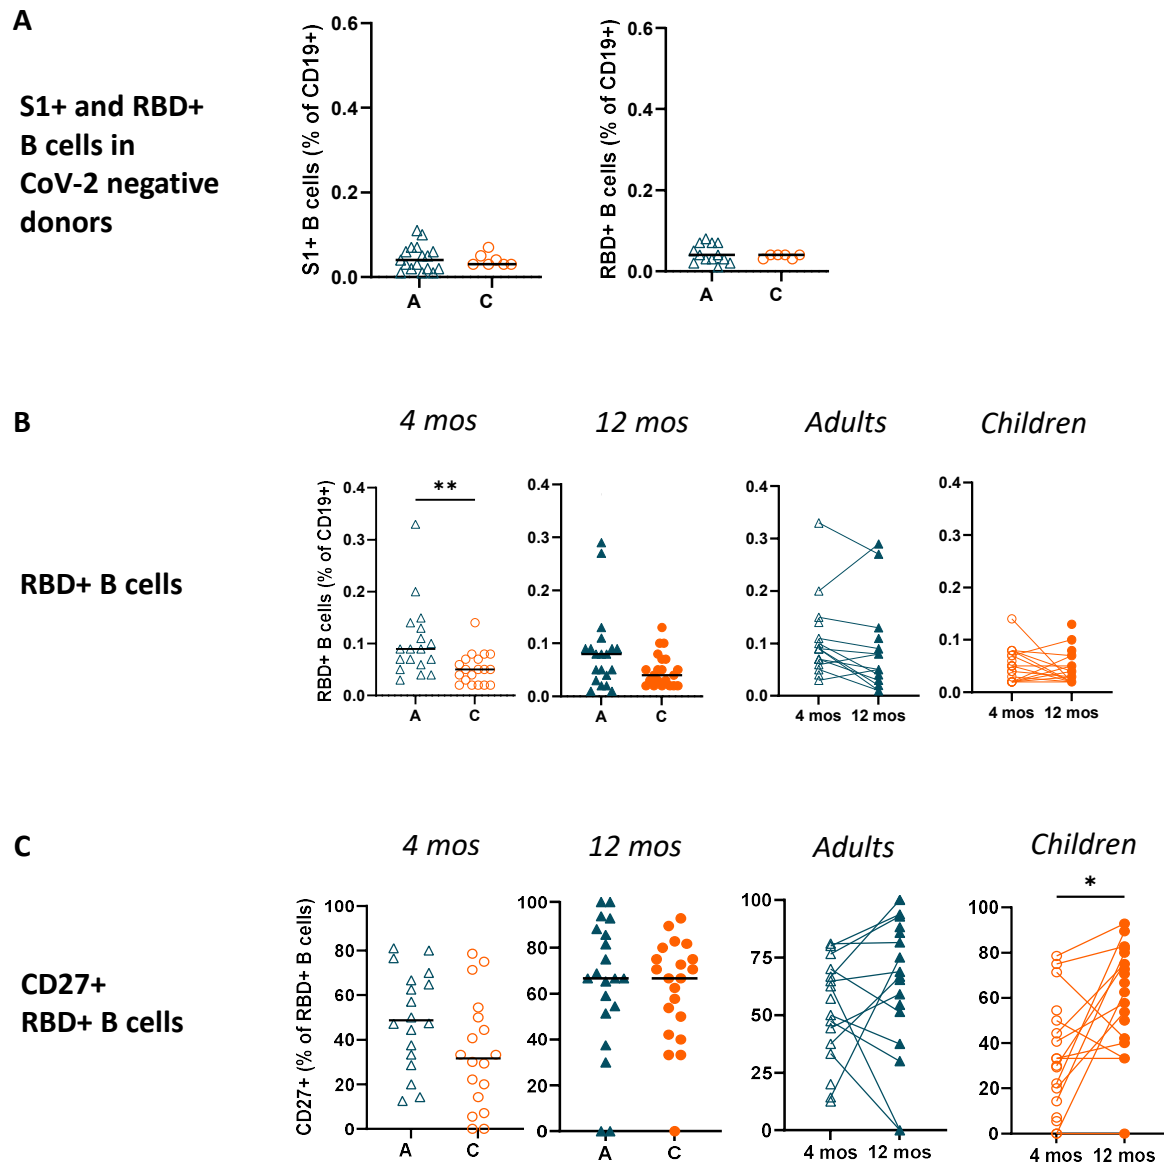 A
S1+ and RBD+
B cells in
CoV-2 negative
donors
S1+ B cells (% of CD19+)
0.6
0.4
0.2
0.0
A C
RBD+ B cells (% of CD19+)
0.6
0.4
0.2
0.0
A C
B
4 mos
12 mos
Adults
Children
RBD+ B cells
RBD+ B cells (% of CD19+)
0.4
0.3
0.2
0.1
0.0
**
A C
0.4
0.3
0.2
0.1
0.0
A C
0.4
0.3
0.2
0.1
0.0
4 mos 12 mos
0.4
0.3
0.2
0.1
0.0
4 mos 12 mos
C
4 mos
12 mos
Adults
Children
CD27+
RBD+ B cells
CD27+ (% of RBD+ B cells)
100
80
60
40
20
0
A C
100
80
60
40
20
0
A C
100
75
50
25
0
4 mos 12 mos
*
100
80
60
40
20
0
4 mos 12 mos